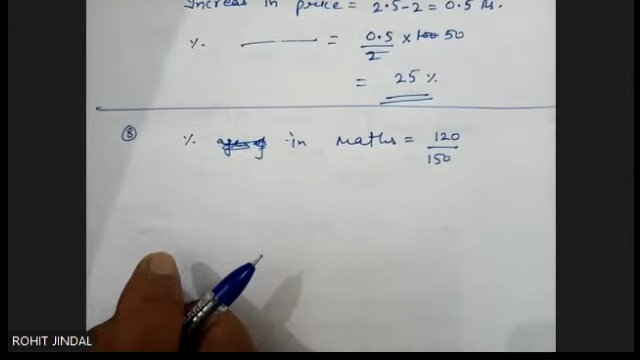 Increas in price = 2.5-2 = 0.5 Rs.
% ——— = 0.5/2 x 100 50
= 25 %
⑧ % in maths = 120/150
ROHIT JINDAL